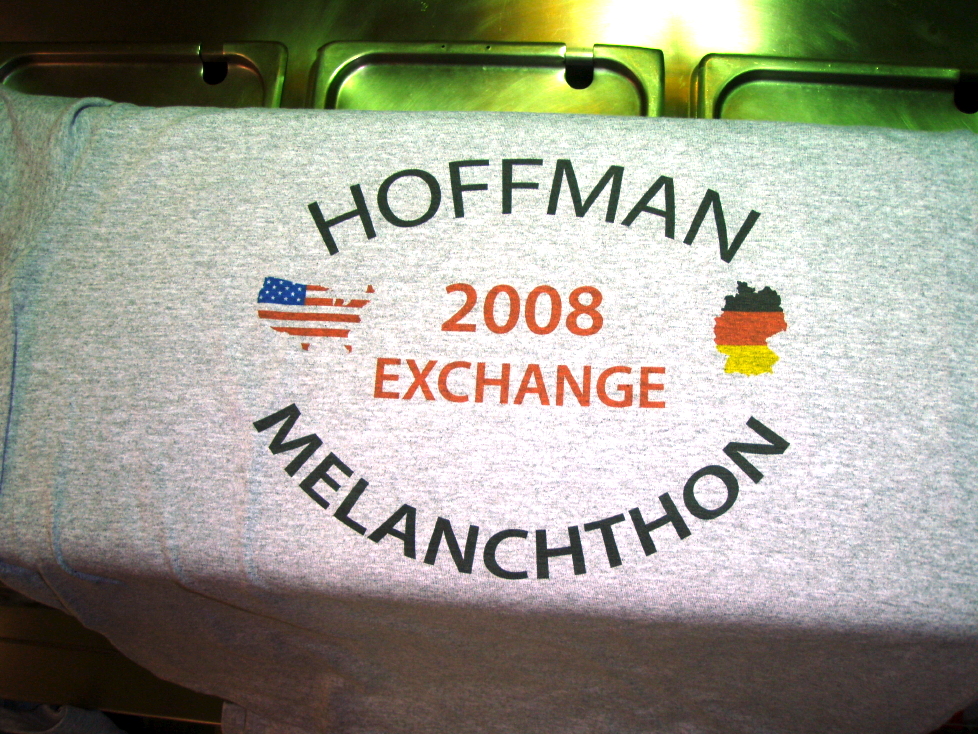 HOFFMAN
2008
EXCHANGE
MELANCHTHON